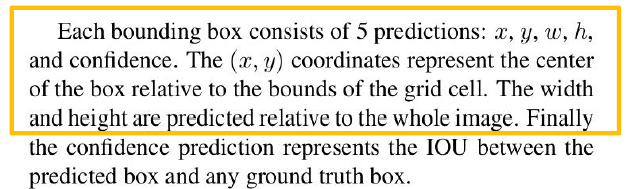 Each bounding box consists of 5 predictions: x, y, w, h,
and confidence. The (x, y) coordinates represent the center
of the box relative to the bounds of the grid cell. The width
and height are predicted relative to the whole image. Finally
the confidence prediction represents the IOU between the
predicted box and any ground truth box.